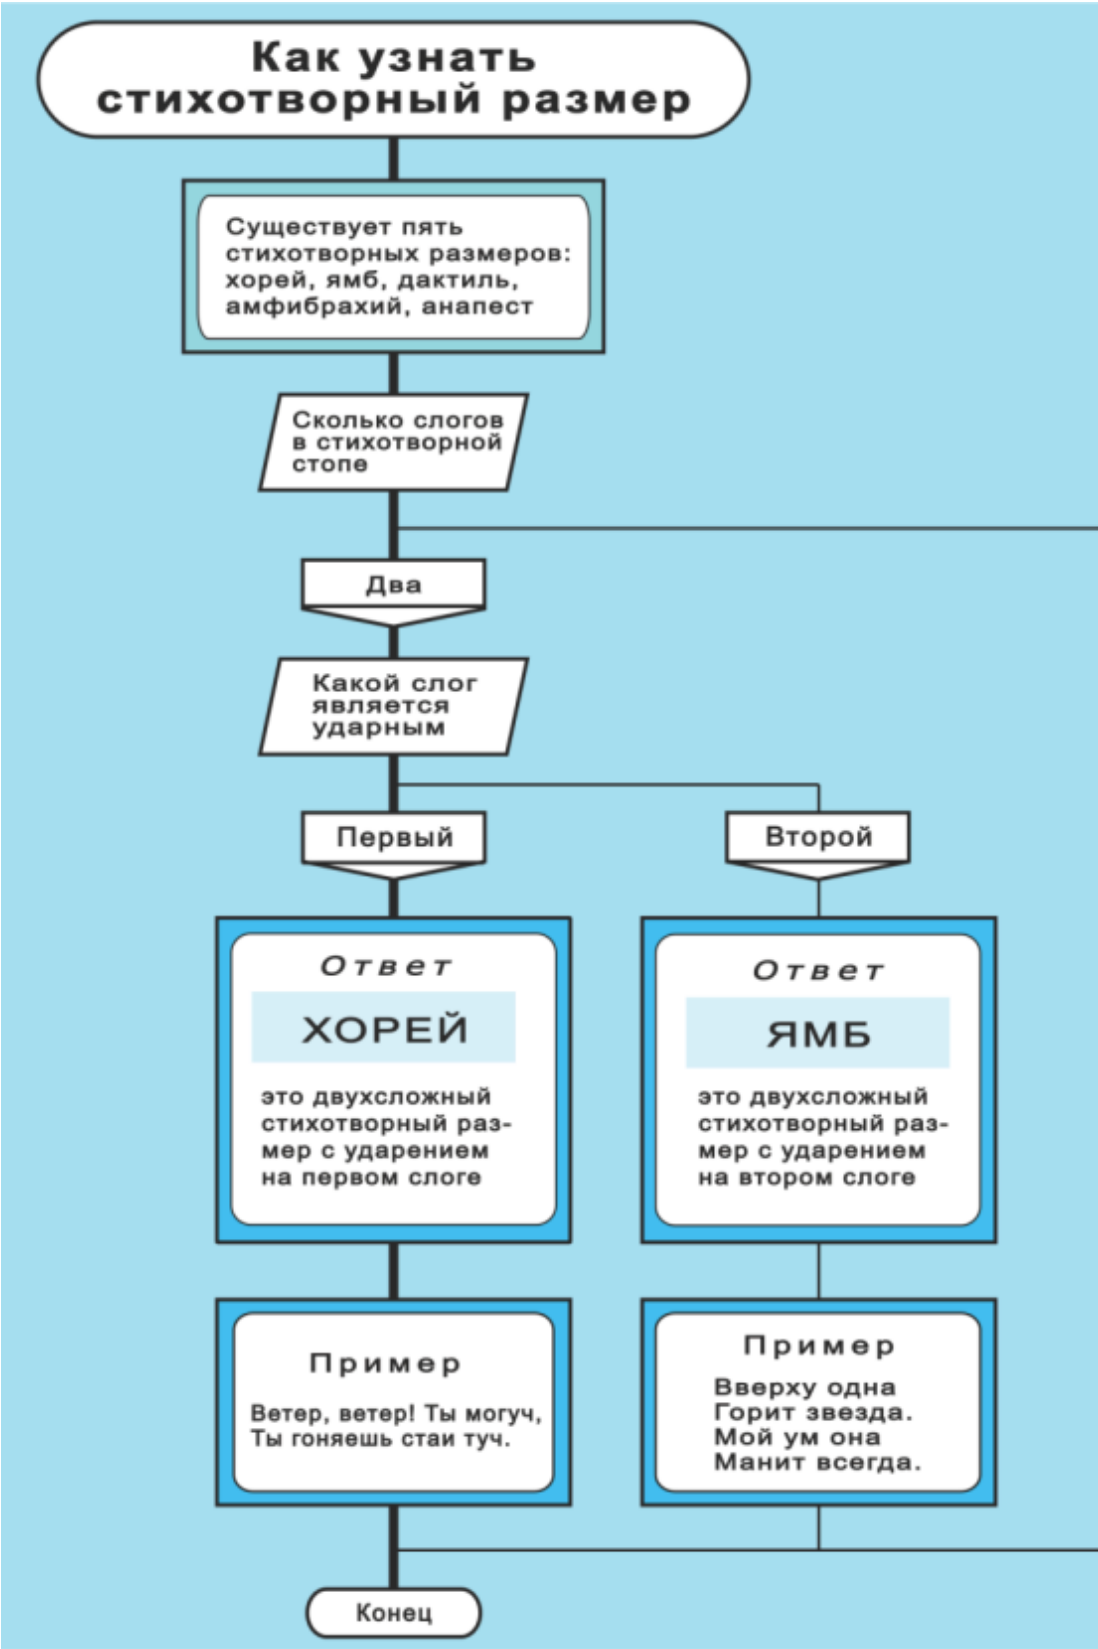 Как узнать
стихотворный размер
Существует пять
стихотворных размеров:
хорей, ямб, дактиль,
амфибрахий, анапест
Сколько слогов
в стихотворной
стопе
Два
Какой слог
является
ударным
Первый
Второй
Ответ
ХОРЕЙ
это двухсложный
стихотворный раз-
мер с ударением
на первом слоге
Ответ
ЯМБ
это двухсложный
стихотворный раз-
мер с ударением
на втором слоге
Пример
Ветер, ветер! Ты могуч,
Ты гоняешь стаи туч.
Пример
Вверху одна
Горит звезда.
Мой ум она
Манит всегда.
Конец